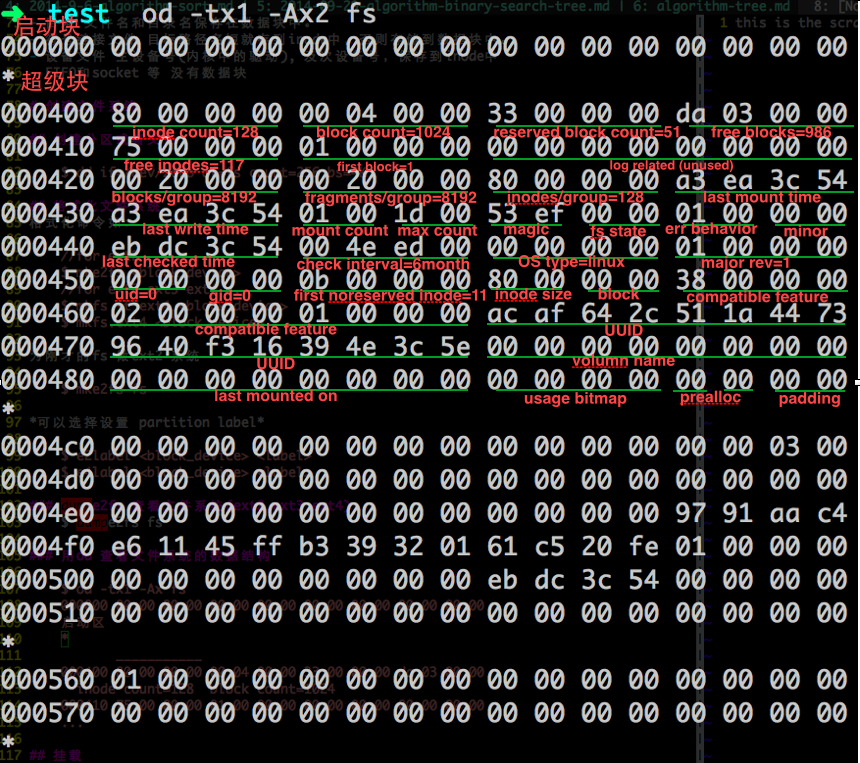 test od -tx1 -Ax2 fs
启动块
000000 00 00 00 00 00 00 00 00 00 00 00 00 00 00 00 00
*
超级块
000400 80 00 00 00 00 04 00 00 33 00 00 00 da 03 00 00
inode count=128 block count=1024 reserved block count=51 free blocks=986
000410 75 00 00 00 01 00 00 00 00 00 00 00 00 00 00 00
free inodes=117 first block=1 log related (unused)
000420 00 20 00 00 00 20 00 00 80 00 00 00 a3 ea 3c 54
blocks/group=8192 fragments/group=8192 inodes/group=128 last mount time
000430 a3 ea 3c 54 01 00 1d 00 53 ef 00 00 01 00 00 00
last write time mount count max count magic fs state err behavior minor
000440 eb dc 3c 54 00 4e ed 00 00 00 00 00 01 00 00 00
last checked time check interval=6month OS type=linux major rev=1
000450 00 00 00 00 0b 00 00 00 80 00 00 00 38 00 00 00
uid=0 gid=0 first noreserved inode=11 inode size block compatible feature
000460 02 00 00 00 01 00 00 00 ac af 64 2c 51 1a 44 73
compatible feature UUID
000470 96 40 f3 16 39 4e 3c 5e 00 00 00 00 00 00 00 00
UUID volumn name
000480 00 00 00 00 00 00 00 00 00 00 00 00 00 00 00 00
last mounted on usage bitmap prealloc padding
*
97 *可以选择设置 partition label*
0004c0 00 00 00 00 00 00 00 00 00 00 00 00 00 00 03 00
0004d0 00 00 00 00 00 00 00 00 00 00 00 00 00 00 00 00
0004e0 00 00 00 00 00 00 00 00 00 00 00 00 97 91 aa c4
0004f0 e6 11 45 ff b3 39 32 01 61 c5 20 fe 01 00 00 00
000500 00 00 00 00 00 00 00 00 eb dc 3c 54 00 00 00 00
000510 00 00 00 00 00 00 00 00 00 00 00 00 00 00 00 00
*
000560 01 00 00 00 00 00 00 00 00 00 00 00 00 00 00 00
000570 00 00 00 00 00 00 00 00 00 00 00 00 00 00 00 00
*
117 ## 挂载